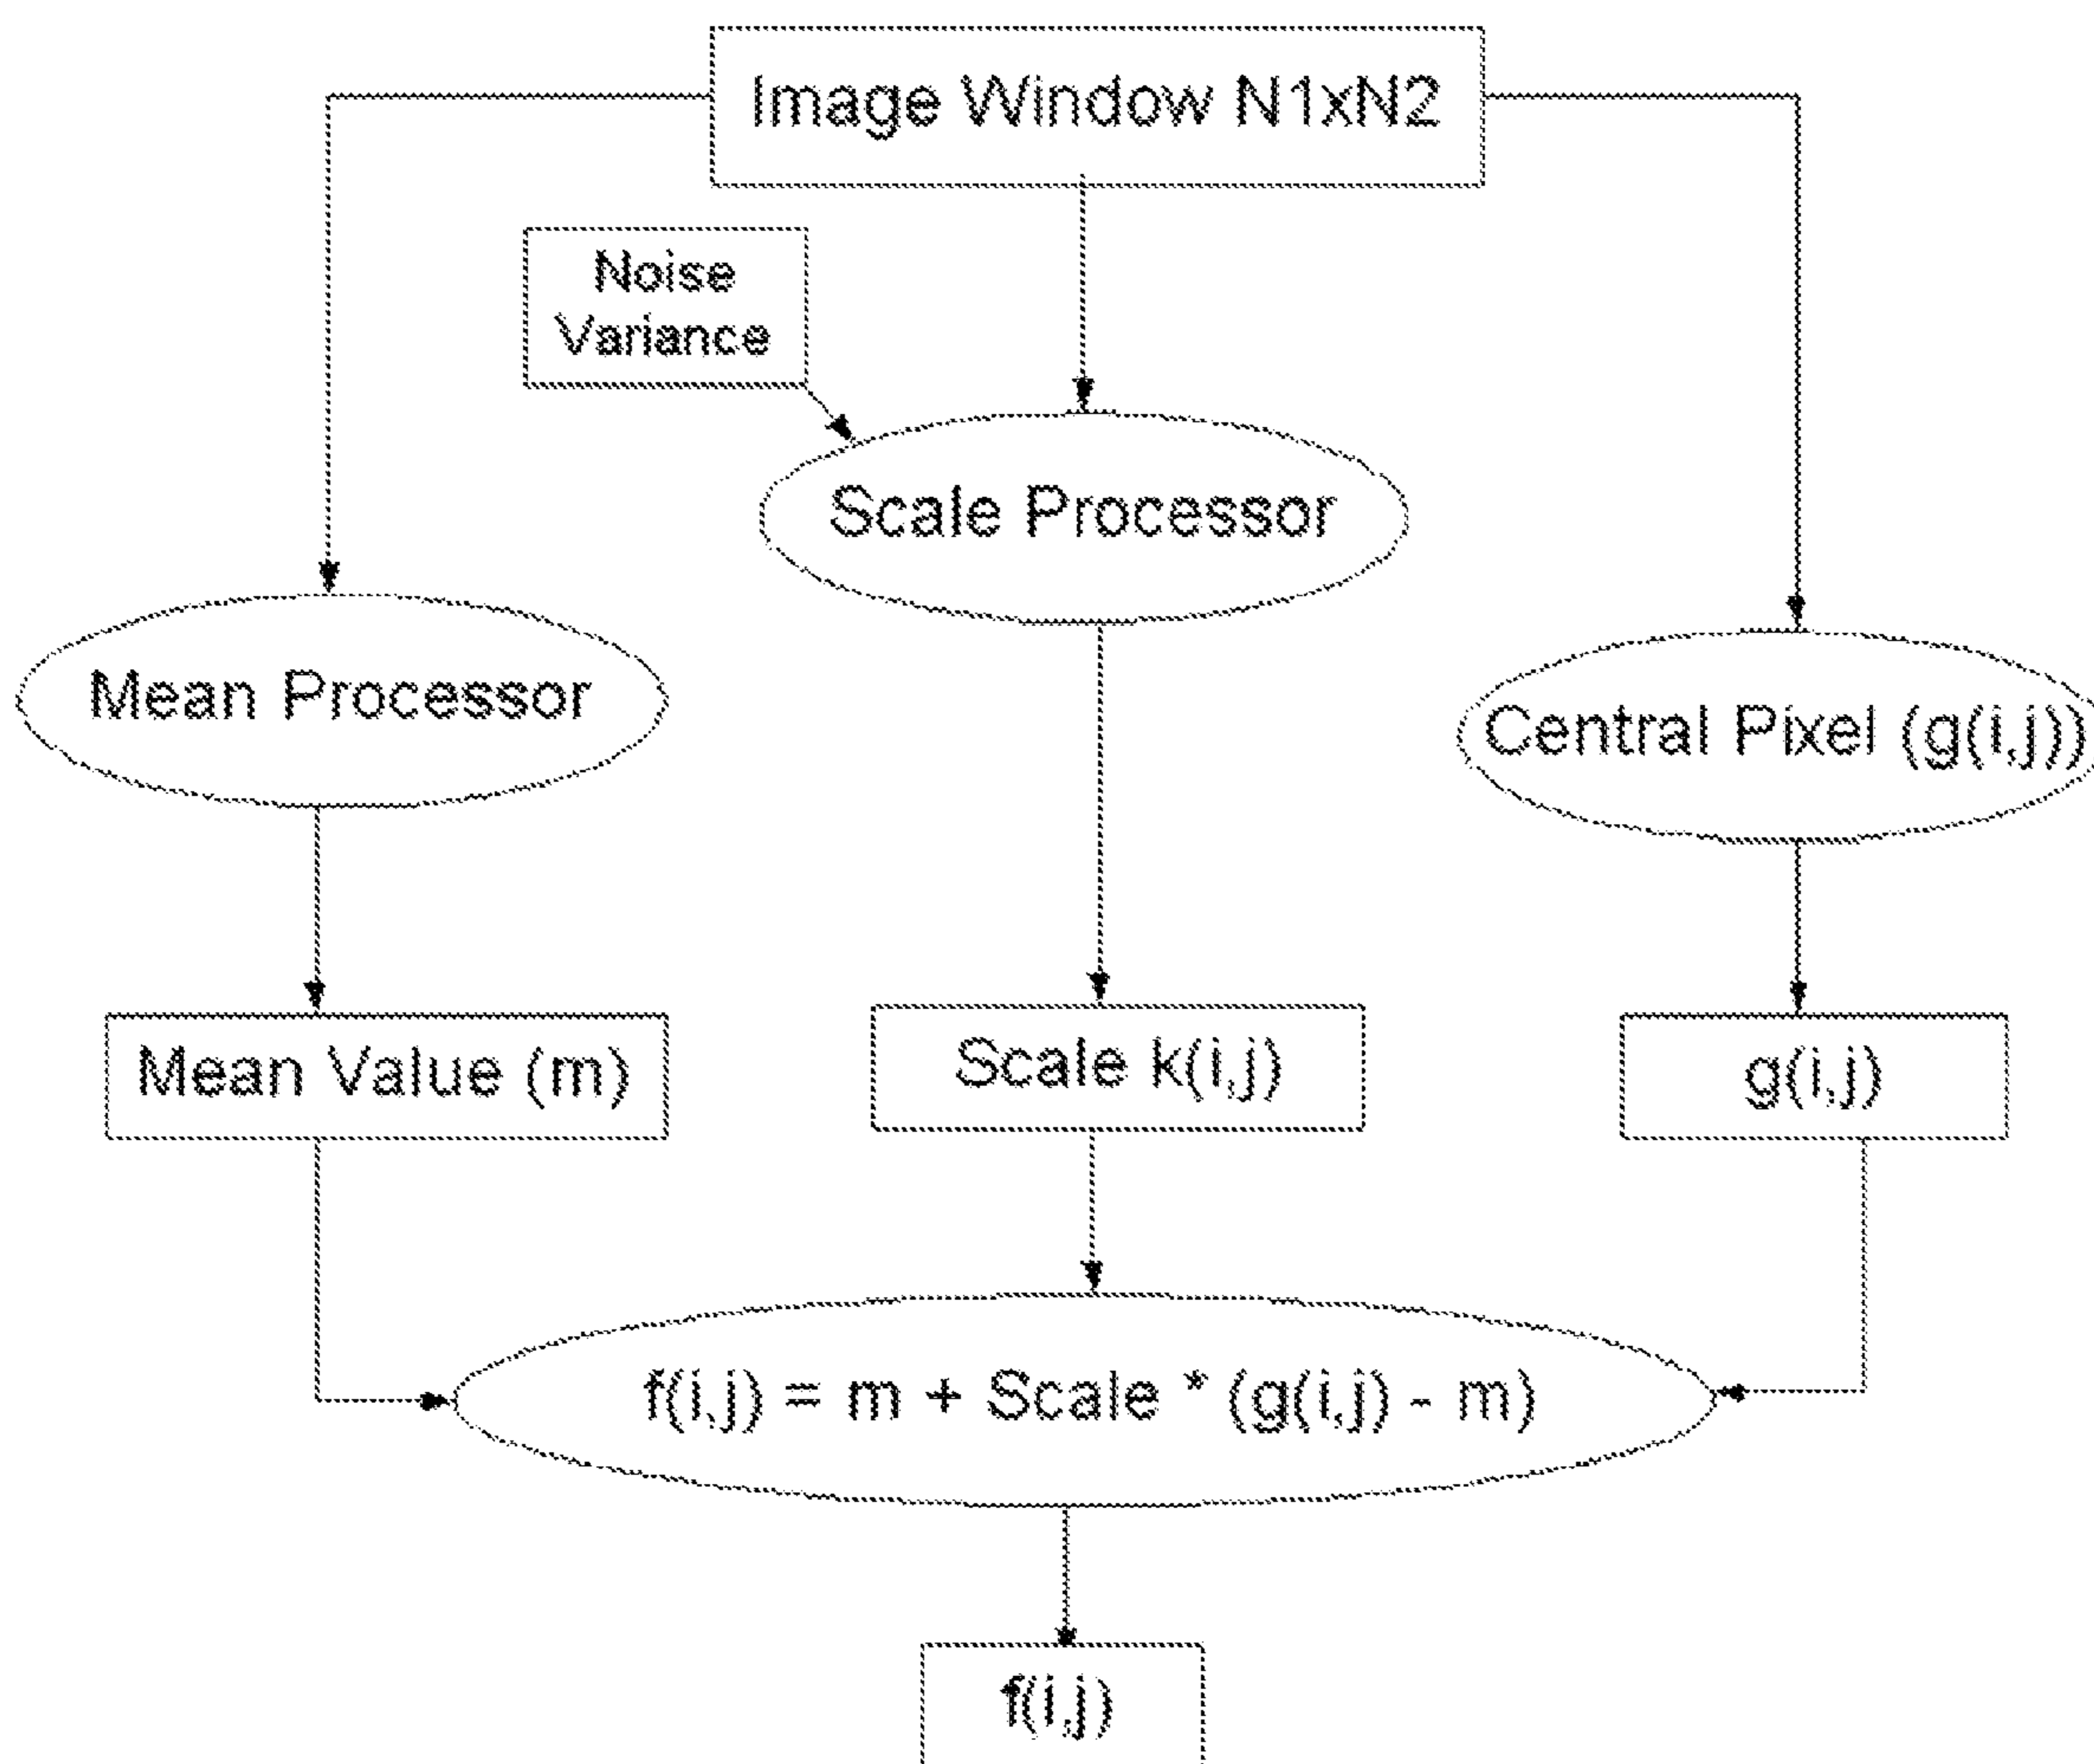 Image Window N1xN2
Noise
Variance
Scale Processor
Mean Processor
Central Pixel (g(i,j))
Mean Value (m)
Scale k(i,j)
g(i,j)
f(i,j) = m + Scale * (g(i,j) - m)
f(i,j)